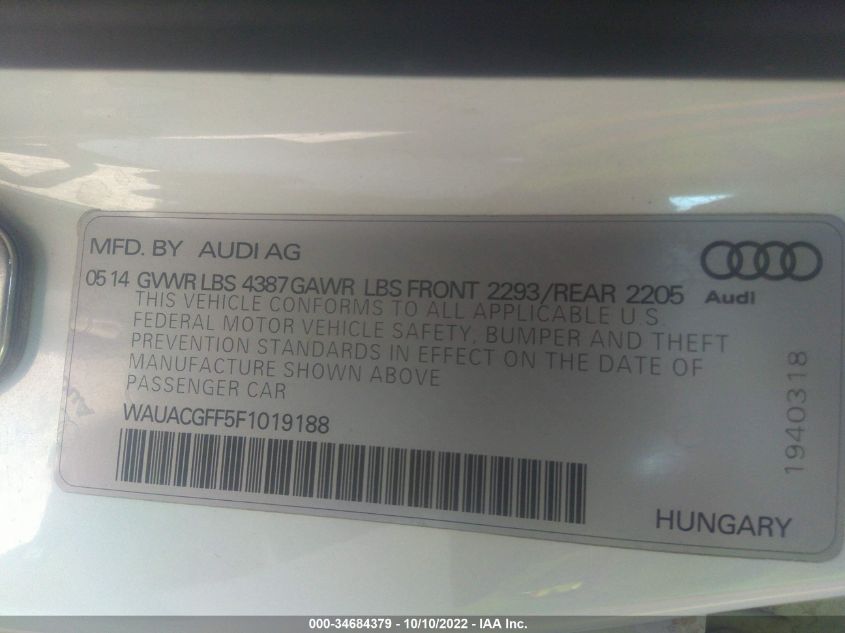 MFD. BY AUDI AG
05 14 GVWR LBS 4387 GAWR LBS FRONT 2293/REAR 2205
THIS VEHICLE CONFORMS TO ALL APPLICABLE U.S.
FEDERAL MOTOR VEHICLE SAFETY, BUMPER AND THEFT
PREVENTION STANDARDS IN EFFECT ON THE DATE OF
MANUFACTURE SHOWN ABOVE
PASSENGER CAR
WAUACGFF5F1019188
Audi
1940318
HUNGARY
000-34684379 - 10/10/2022 - IAA Inc.